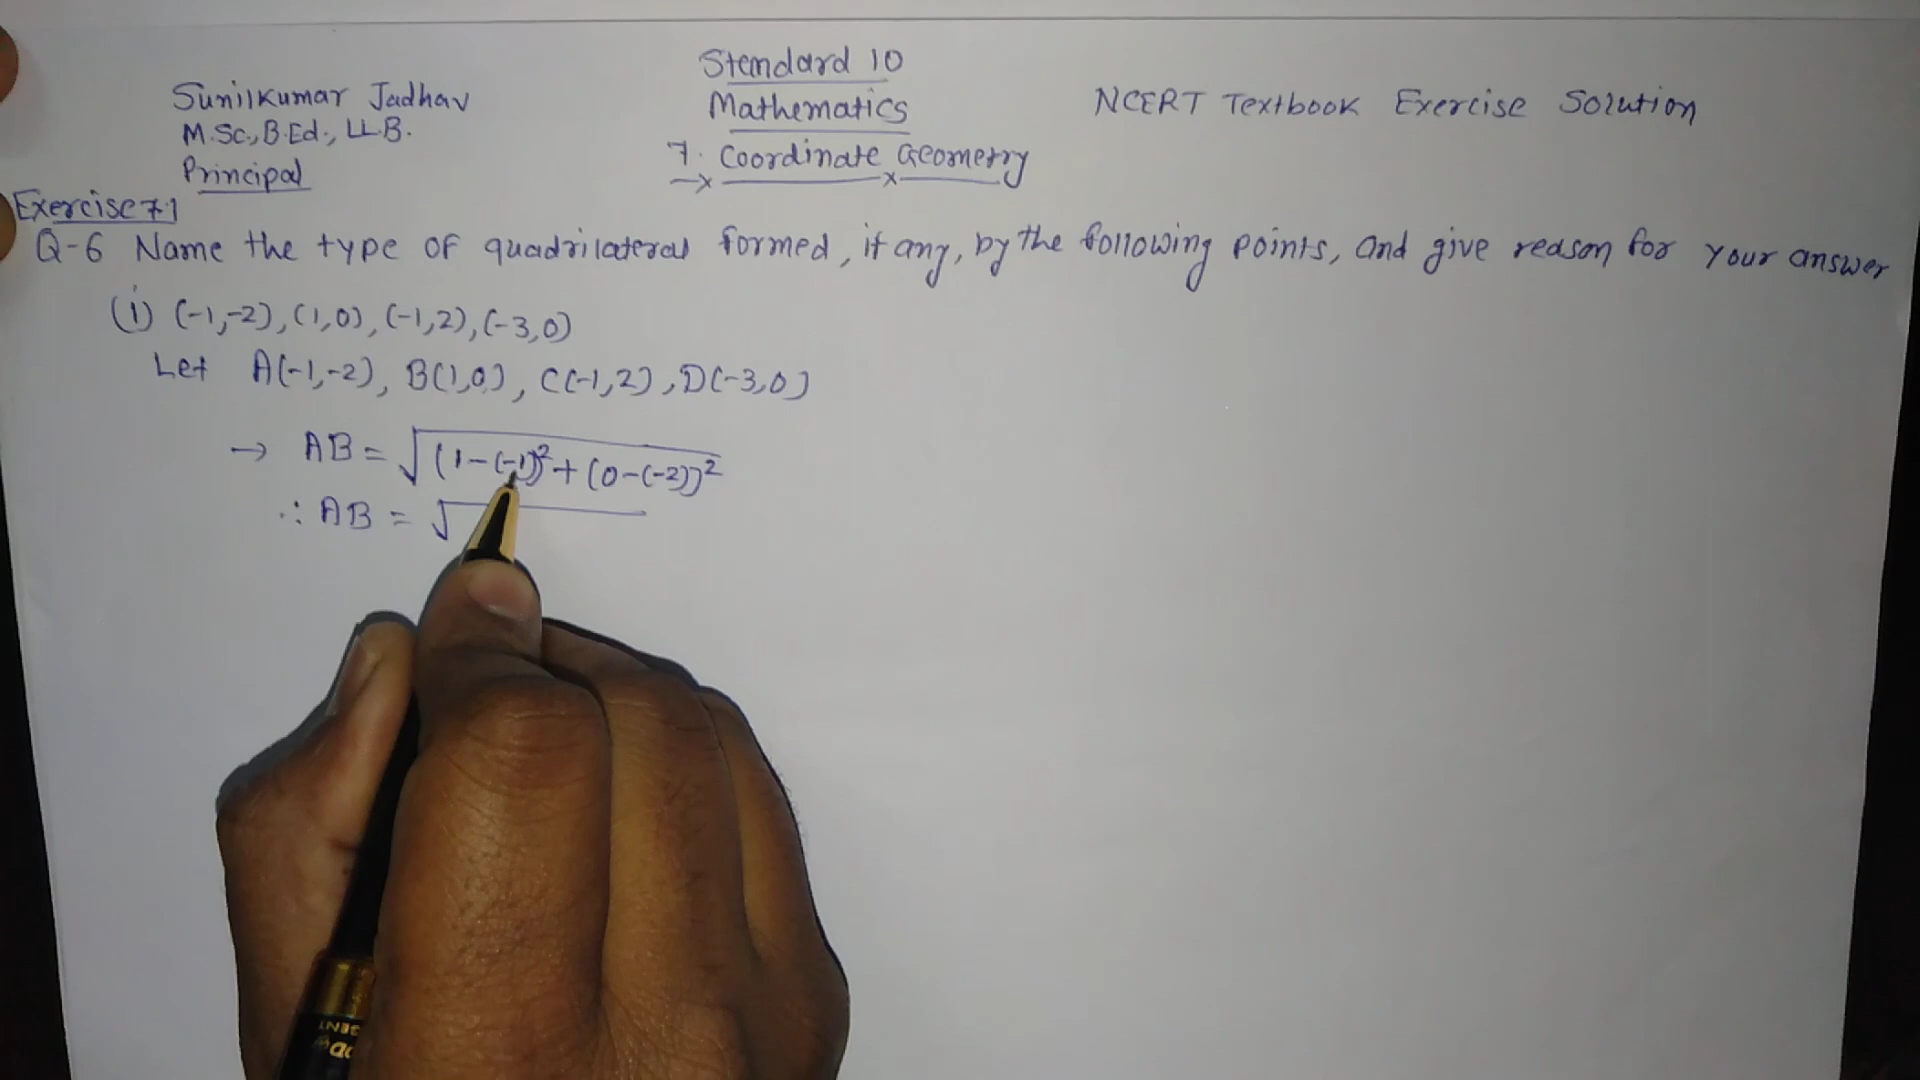 Stemdard 10
Sunilkumar Jadhav
Mathematics
NCERT Textbook Exercise Solution
M.Sc., B.Ed., LL.B.
7. Coordinate Geometry
Principal
Exercise 7.1
Q-6 Name the type of quadrilateral formed, if any, by the following points, and give reason for your answer
(i) (-1,-2), (1,0), (-1,2), (-3,0)
Let A(-1,-2), B(1,0), C(-1,2), D(-3,0)
→ AB = √(1-(-1))²+(0-(-2))²
∴ AB = √